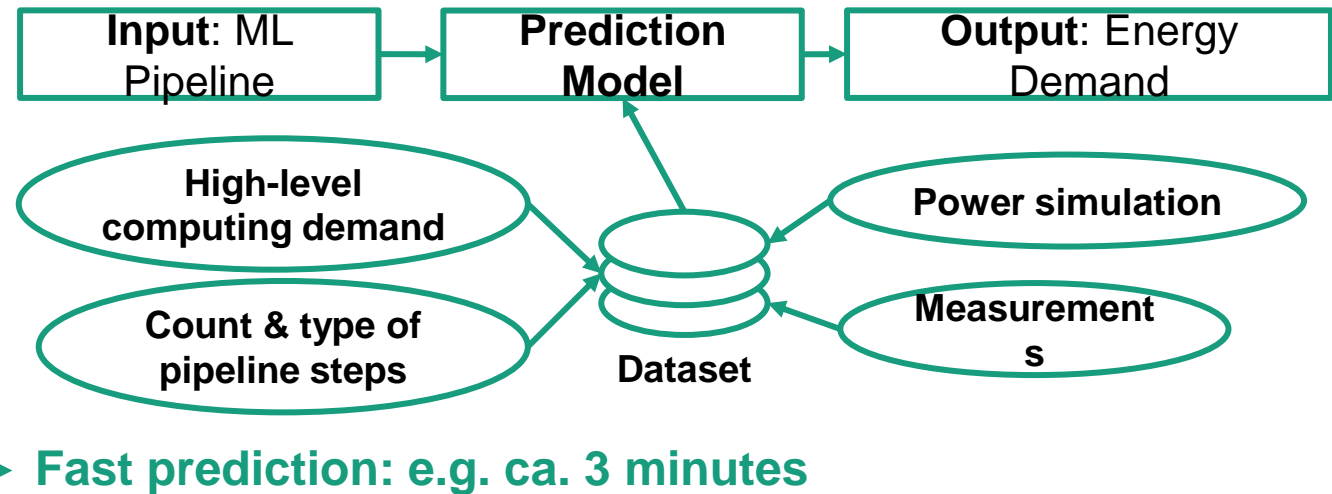 Input: ML
Pipeline
Prediction
Model
Output: Energy
Demand
High-level
computing demand
Power simulation
Count & type of
pipeline steps
Dataset
Measurement
s
Fast prediction: e.g. ca. 3 minutes